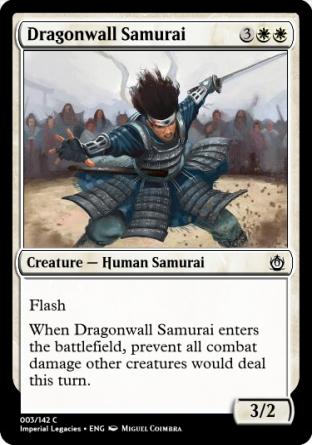 Dragonwall Samurai 3
Creature — Human Samurai
Flash
When Dragonwall Samurai enters
the battlefield, prevent all combat
damage other creatures would deal
this turn.
3/2
003/142 C
Imperial Legacies • ENG Miguel Coimbra